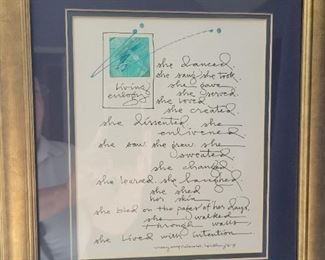 living
eulogy
she danced.
she sang. she took.
she gave
she served.
she loved
she created
she dissented. she
enlivened.
she saw. she grew. she
sweated.
she changed
she learned. she laughed
she shed
her skin
she bled on the pages of her days,
she walked
through walls
she lived with intention.